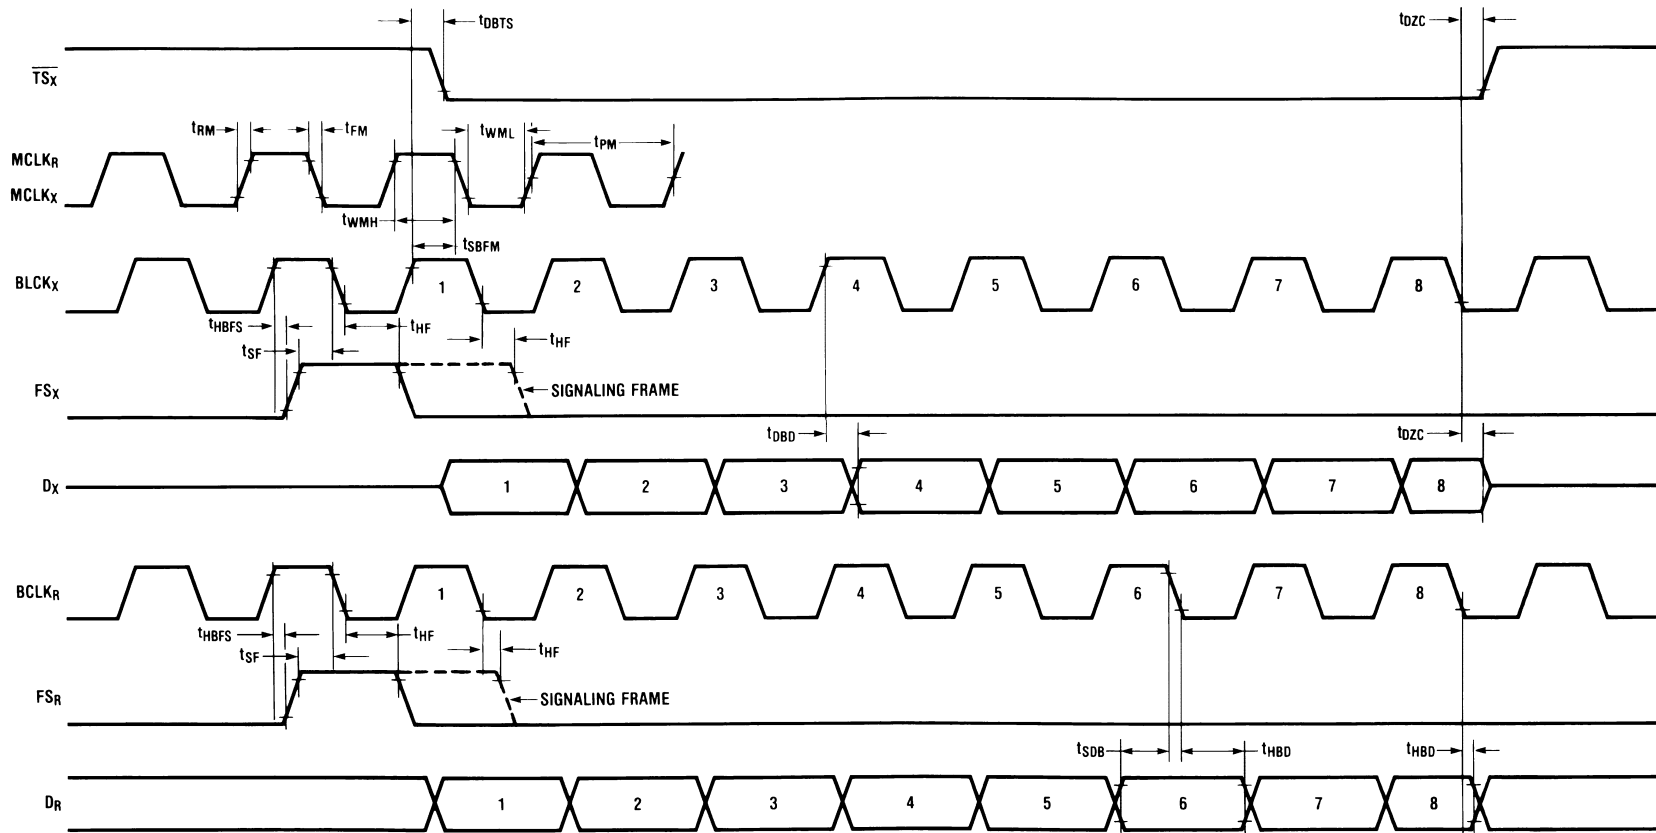 tDBTS tDZC
TSX
tRM tFM tWML tPM
MCLKR
MCLKX
tWMH
tSBFM
BLCKX 1 2 3 4 5 6 7 8
tHBFS tHF
tSF tHF
FSX SIGNALING FRAME
tDBD tDZC
DX 1 2 3 4 5 6 7 8
BCLKR 1 2 3 4 5 6 7 8
tHBFS tHF
tSF tHF
FSR SIGNALING FRAME
tSDB tHBD tHBD
DR 1 2 3 4 5 6 7 8